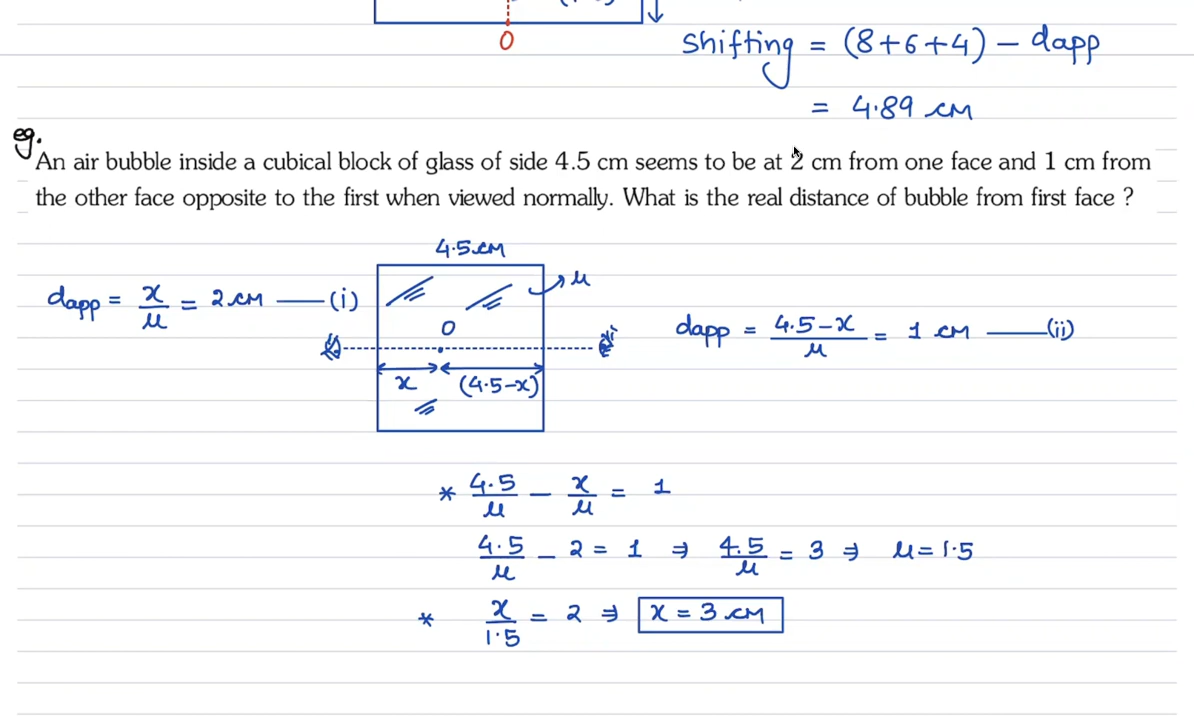 O
shifting = (8+6+4) – dapp
= 4.89 cm
eg.
An air bubble inside a cubical block of glass of side 4.5 cm seems to be at 2 cm from one face and 1 cm from
the other face opposite to the first when viewed normally. What is the real distance of bubble from first face ?
4.5 cm
μ
dapp = x/μ = 2 cm —(i)
O
dapp = 4.5-x/μ = 1 cm —(ii)
x (4.5-x)
* 4.5/μ – x/μ = 1
4.5/μ – 2 = 1 ⇒ 4.5/μ = 3 ⇒ μ = 1.5
* x/1.5 = 2 ⇒ x = 3 cm